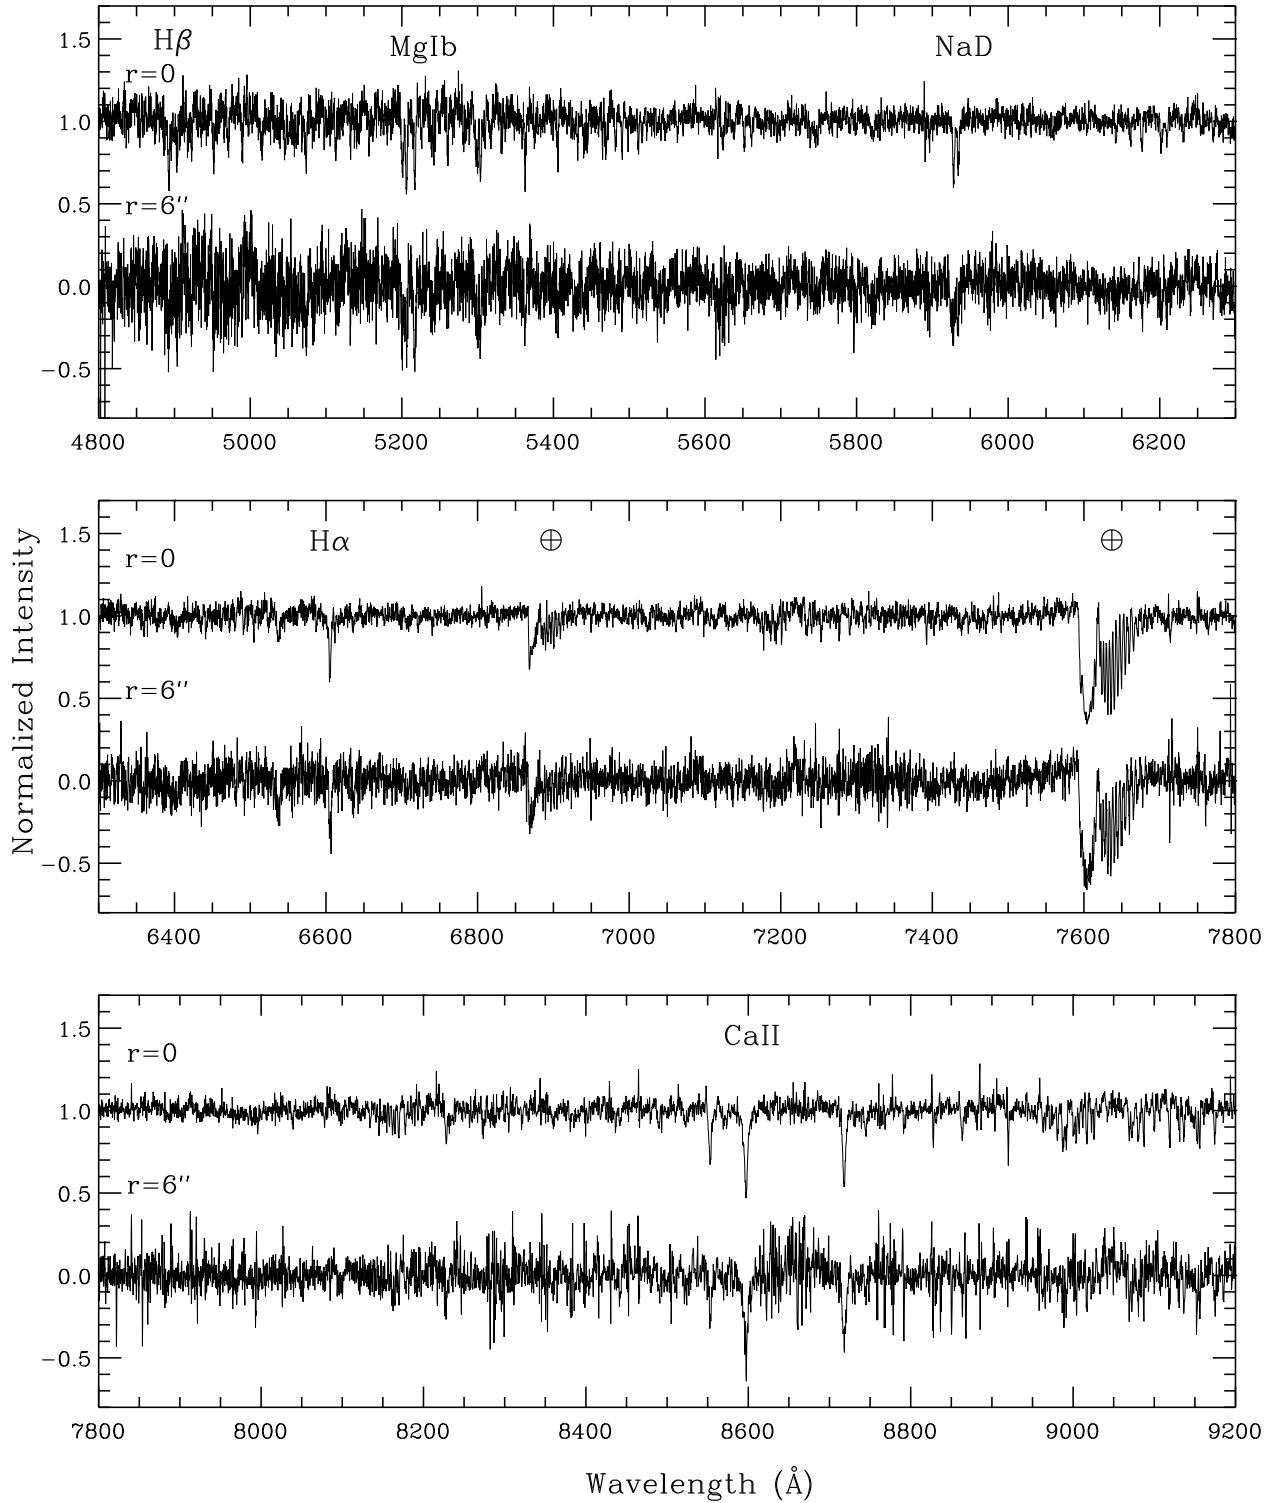 Hβ MgIb NaD
1.5
r=0
1.0
0.5
r=6″
0.0
−0.5
4800 5000 5200 5400 5600 5800 6000 6200
Normalized Intensity
Hα ⊕ ⊕
1.5
r=0
1.0
0.5
r=6″
0.0
−0.5
6400 6600 6800 7000 7200 7400 7600 7800
CaII
1.5
r=0
1.0
0.5
r=6″
0.0
−0.5
7800 8000 8200 8400 8600 8800 9000 9200
Wavelength (Å)